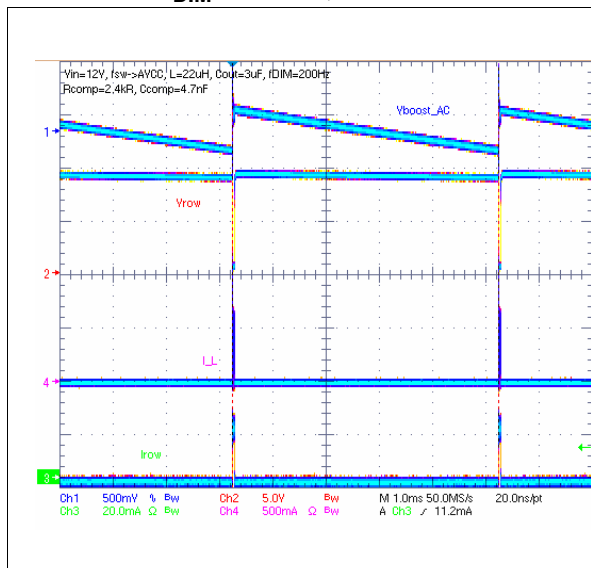 DIM
Vin=12V, fsw->AVCC, L=22uH, Cout=3uF, fDIM=200Hz
Rcomp=2.4kR, Ccomp=4.7nF
Vboost_AC
1
Vrow
2
I_L
4
Irow
3
Ch1 500mV % Bw Ch2 5.0V Bw M 1.0ms 50.0MS/s 20.0ns/pt
Ch3 20.0mA Ω Bw Ch4 500mA Ω Bw A Ch3 / 11.2mA